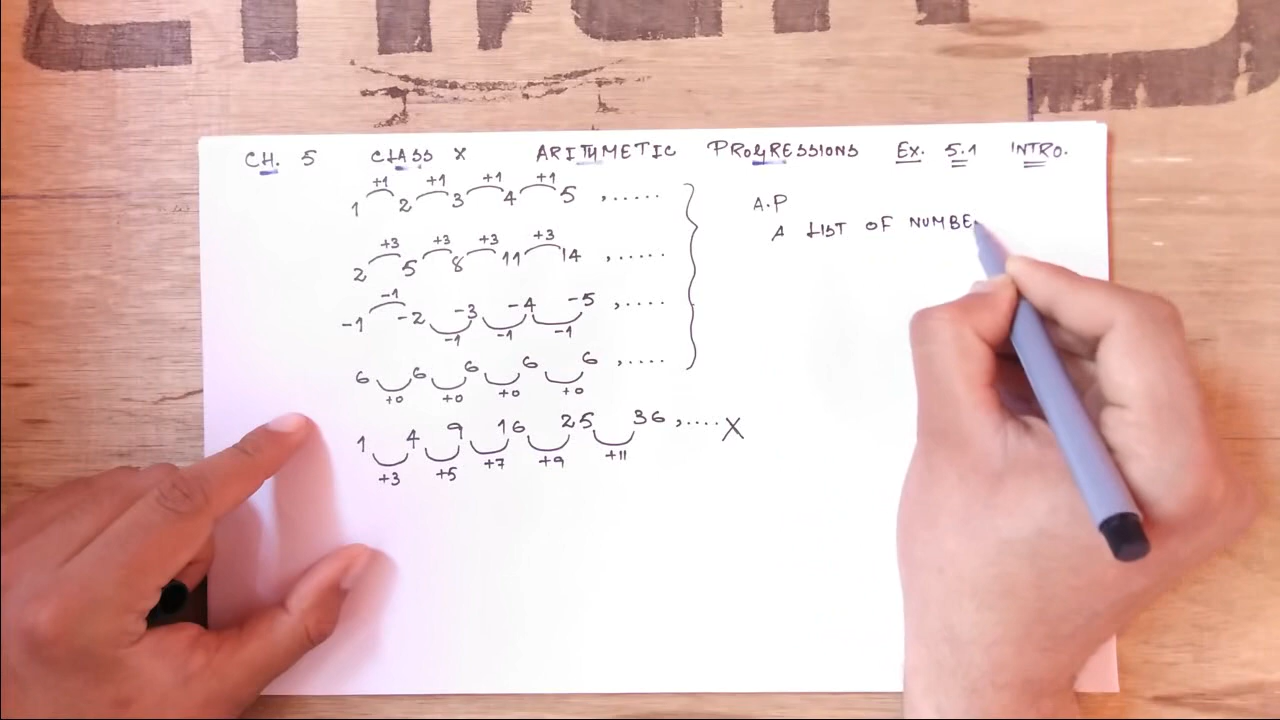 CH. 5 CLASS X ARITYMETIC PROGRESSIONS Ex. 5.1 INTRO.
+1 +1 +1 +1
1 2 3 4 5 , .....
+3 +3 +3 +3
2 5 8 11 14 , .....
-1
-1 -2 -3 -4 -5 , ....
-1 -1 -1
6 6 6 6 6 , ....
+0 +0 +0 +0
1 4 9 16 25 36 , .... X
+3 +5 +7 +9 +11
A.P
A LIST OF NUMBE